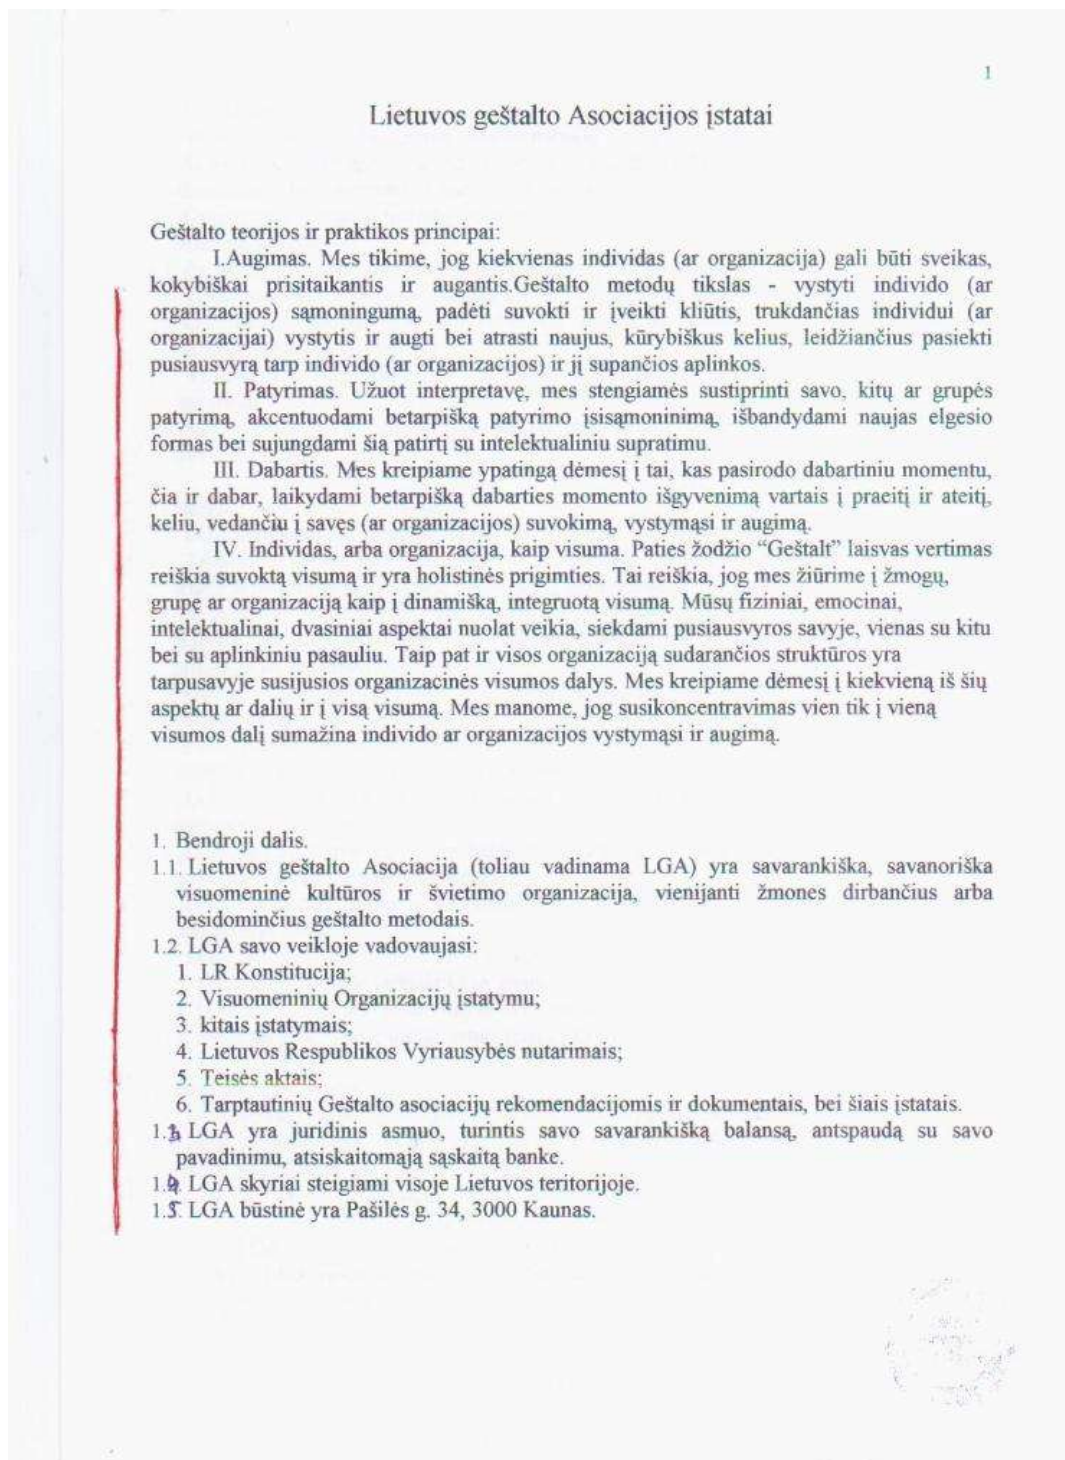 1
Lietuvos geštalto Asociacijos įstatai
Geštalto teorijos ir praktikos principai:
I.Augimas. Mes tikime, jog kiekvienas individas (ar organizacija) gali būti sveikas,
kokybiškai prisitaikantis ir augantis.Geštalto metodų tikslas - vystyti individo (ar
organizacijos) sąmoningumą, padėti suvokti ir įveikti kliūtis, trukdančias individui (ar
organizacijai) vystytis ir augti bei atrasti naujus, kūrybiškus kelius, leidžiančius pasiekti
pusiausvyrą tarp individo (ar organizacijos) ir jį supančios aplinkos.
II. Patyrimas. Užuot interpretavę, mes stengiamės sustiprinti savo, kitų ar grupės
patyrimą, akcentuodami betarpišką patyrimo įsisąmoninimą, išbandydami naujas elgesio
formas bei sujungdami šią patirtį su intelektualiniu supratimu.
III. Dabartis. Mes kreipiame ypatingą dėmesį į tai, kas pasirodo dabartiniu momentu,
čia ir dabar, laikydami betarpišką dabarties momento išgyvenimą vartais į praeitį ir ateitį,
keliu, vedančiu į savęs (ar organizacijos) suvokimą, vystymąsi ir augimą.
IV. Individas, arba organizacija, kaip visuma. Paties žodžio “Geštalt” laisvas vertimas
reiškia suvoktą visumą ir yra holistinės prigimties. Tai reiškia, jog mes žiūrime į žmogų,
grupę ar organizaciją kaip į dinamišką, integruotą visumą. Mūsų fiziniai, emocinai,
intelektualinai, dvasiniai aspektai nuolat veikia, siekdami pusiausvyros savyje, vienas su kitu
bei su aplinkiniu pasauliu. Taip pat ir visos organizaciją sudarančios struktūros yra
tarpusavyje susijusios organizacinės visumos dalys. Mes kreipiame dėmesį į kiekvieną iš šių
aspektų ar dalių ir į visą visumą. Mes manome, jog susikoncentravimas vien tik į vieną
visumos dalį sumažina individo ar organizacijos vystymąsi ir augimą.
1. Bendroji dalis.
1.1. Lietuvos geštalto Asociacija (toliau vadinama LGA) yra savarankiška, savanoriška
visuomeninė kultūros ir švietimo organizacija, vienijanti žmones dirbančius arba
besidominčius geštalto metodais.
1.2. LGA savo veikloje vadovaujasi:
1. LR Konstitucija;
2. Visuomeninių Organizacijų įstatymu;
3. kitais įstatymais;
4. Lietuvos Respublikos Vyriausybės nutarimais;
5. Teisės aktais;
6. Tarptautinių Geštalto asociacijų rekomendacijomis ir dokumentais, bei šiais įstatais.
1.3 LGA yra juridinis asmuo, turintis savo savarankišką balansą, antspaudą su savo
pavadinimu, atsiskaitomąją sąskaitą banke.
1.4. LGA skyriai steigiami visoje Lietuvos teritorijoje.
1.5. LGA būstinė yra Pašilės g. 34, 3000 Kaunas.